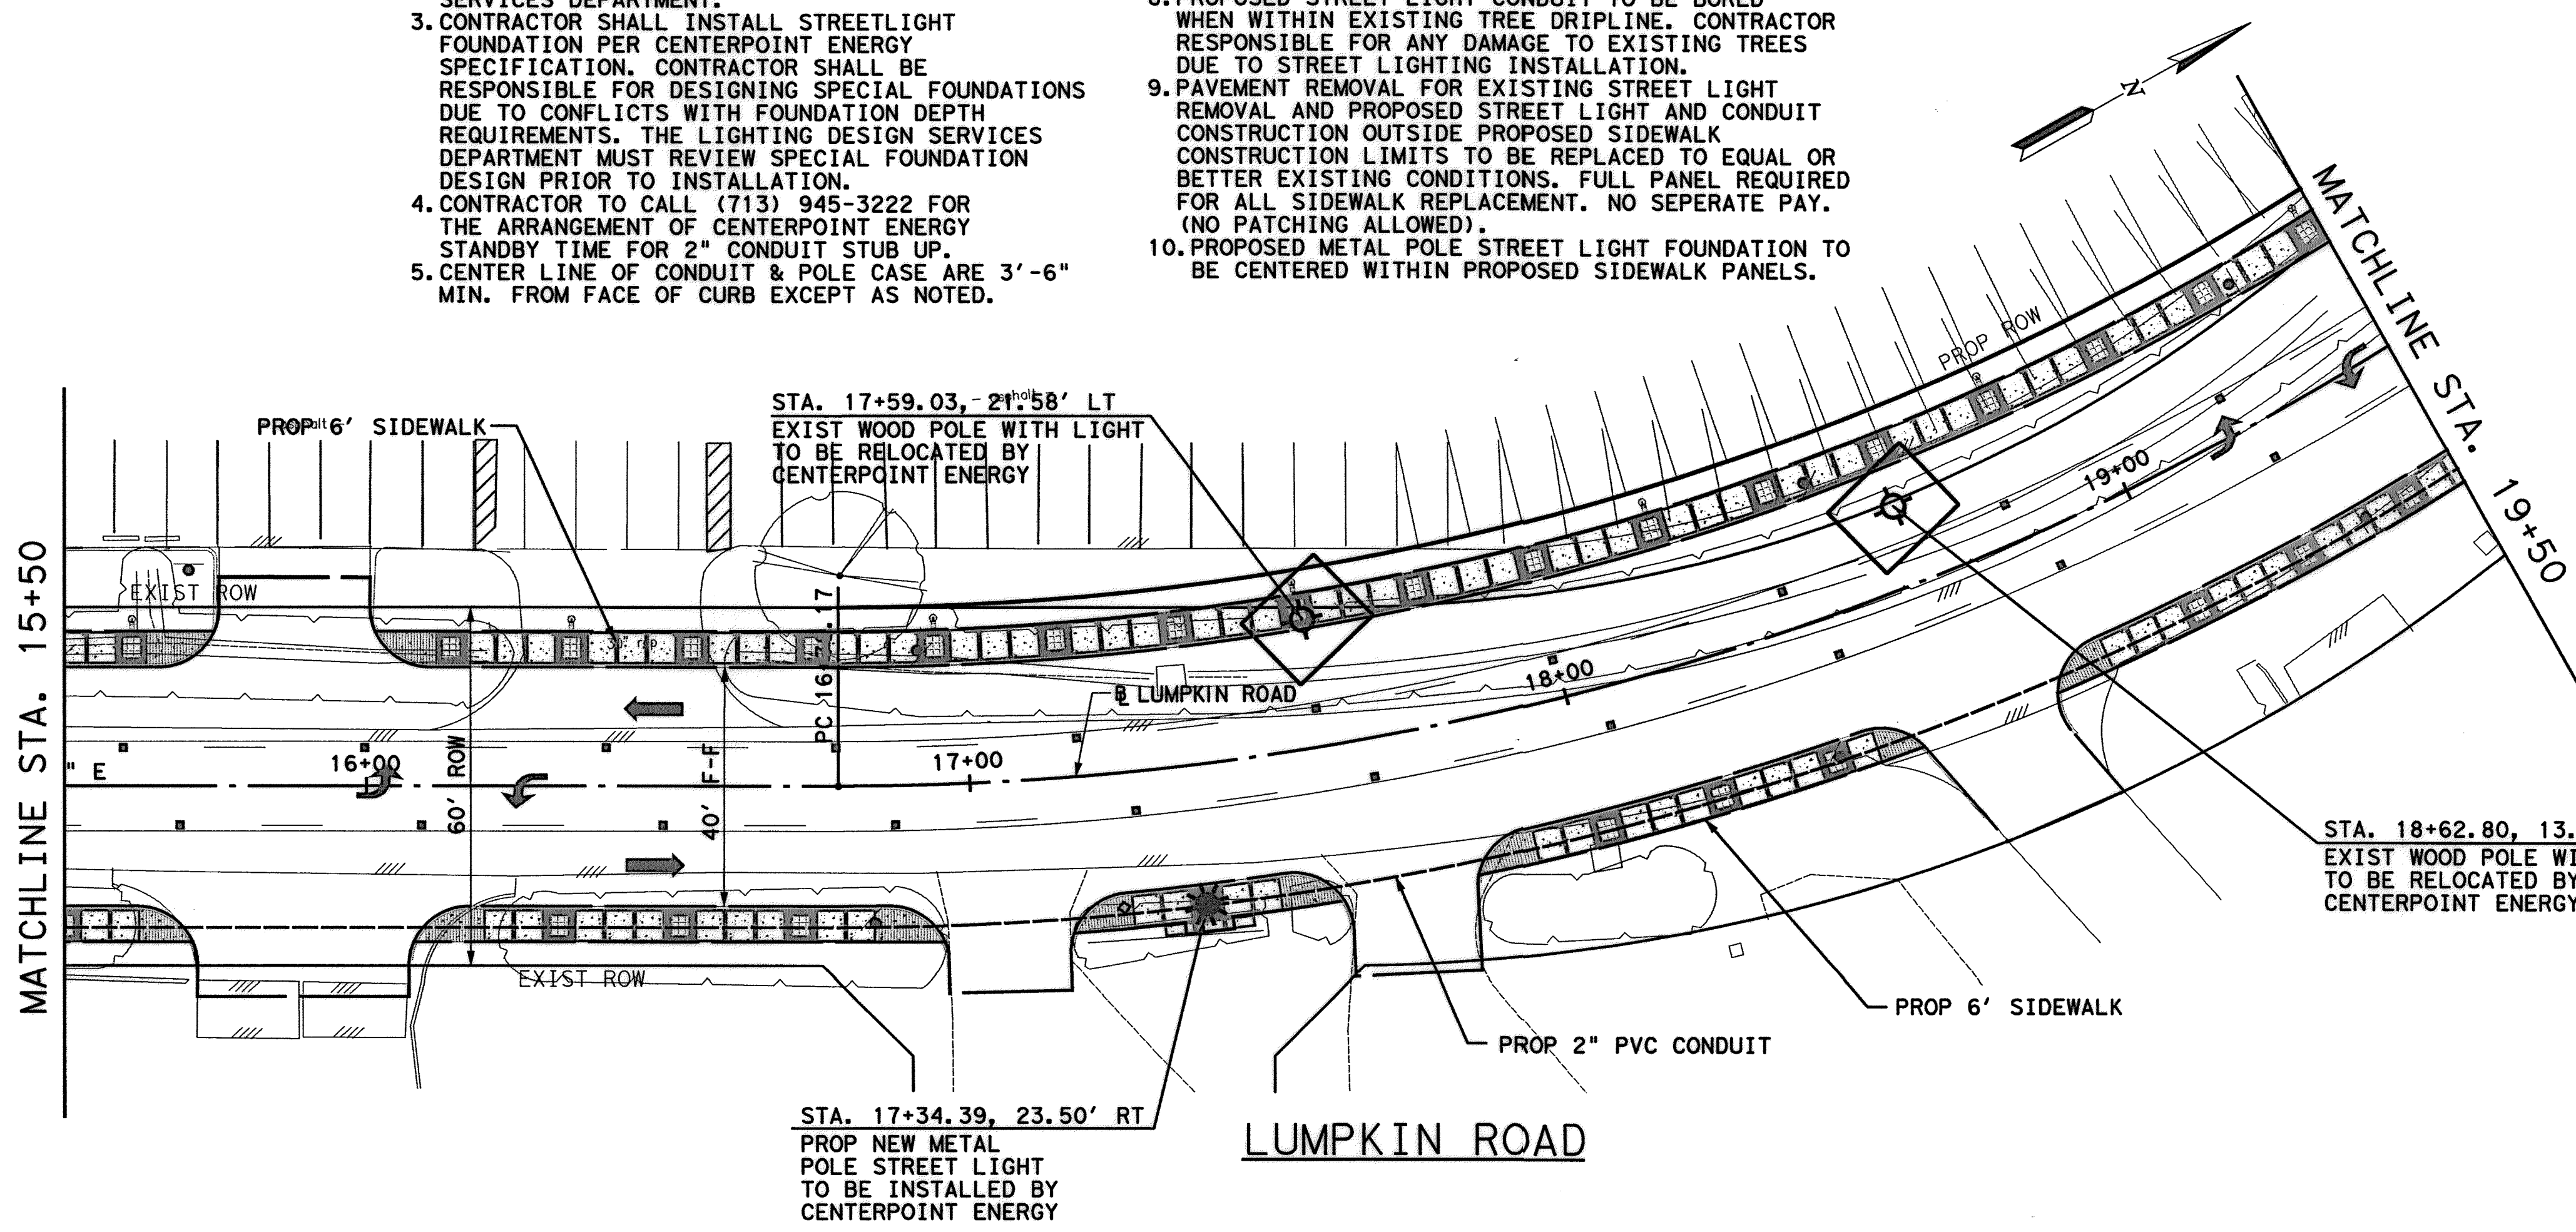 SERVICES DEPARTMENT.
3. CONTRACTOR SHALL INSTALL STREETLIGHT
FOUNDATION PER CENTERPOINT ENERGY
SPECIFICATION. CONTRACTOR SHALL BE
RESPONSIBLE FOR DESIGNING SPECIAL FOUNDATIONS
DUE TO CONFLICTS WITH FOUNDATION DEPTH
REQUIREMENTS. THE LIGHTING DESIGN SERVICES
DEPARTMENT MUST REVIEW SPECIAL FOUNDATION
DESIGN PRIOR TO INSTALLATION.
4. CONTRACTOR TO CALL (713) 945-3222 FOR
THE ARRANGEMENT OF CENTERPOINT ENERGY
STANDBY TIME FOR 2" CONDUIT STUB UP.
5. CENTER LINE OF CONDUIT & POLE CASE ARE 3'-6"
MIN. FROM FACE OF CURB EXCEPT AS NOTED.
8. PROPOSED STREET LIGHT CONDUIT TO BE BORED
WHEN WITHIN EXISTING TREE DRIPLINE. CONTRACTOR
RESPONSIBLE FOR ANY DAMAGE TO EXISTING TREES
DUE TO STREET LIGHTING INSTALLATION.
9. PAVEMENT REMOVAL FOR EXISTING STREET LIGHT
REMOVAL AND PROPOSED STREET LIGHT AND CONDUIT
CONSTRUCTION OUTSIDE PROPOSED SIDEWALK
CONSTRUCTION LIMITS TO BE REPLACED TO EQUAL OR
BETTER EXISTING CONDITIONS. FULL PANEL REQUIRED
FOR ALL SIDEWALK REPLACEMENT. NO SEPERATE PAY.
(NO PATCHING ALLOWED).
10. PROPOSED METAL POLE STREET LIGHT FOUNDATION TO
BE CENTERED WITHIN PROPOSED SIDEWALK PANELS.
N
MATCHLINE STA. 19+50
PROP ROW
STA. 17+59.03, 21.58' LT
EXIST WOOD POLE WITH LIGHT
TO BE RELOCATED BY
CENTERPOINT ENERGY
PROP 6' SIDEWALK
MATCHLINE STA. 15+50
EXIST ROW
19+00
18+00
LUMPKIN ROAD
17+00
16+00
" E
60' ROW
40' F-F
STA. 18+62.80, 13.
EXIST WOOD POLE WI
TO BE RELOCATED BY
CENTERPOINT ENERGY
EXIST ROW
PROP 6' SIDEWALK
PROP 2" PVC CONDUIT
STA. 17+34.39, 23.50' RT
PROP NEW METAL
POLE STREET LIGHT
TO BE INSTALLED BY
CENTERPOINT ENERGY
LUMPKIN ROAD